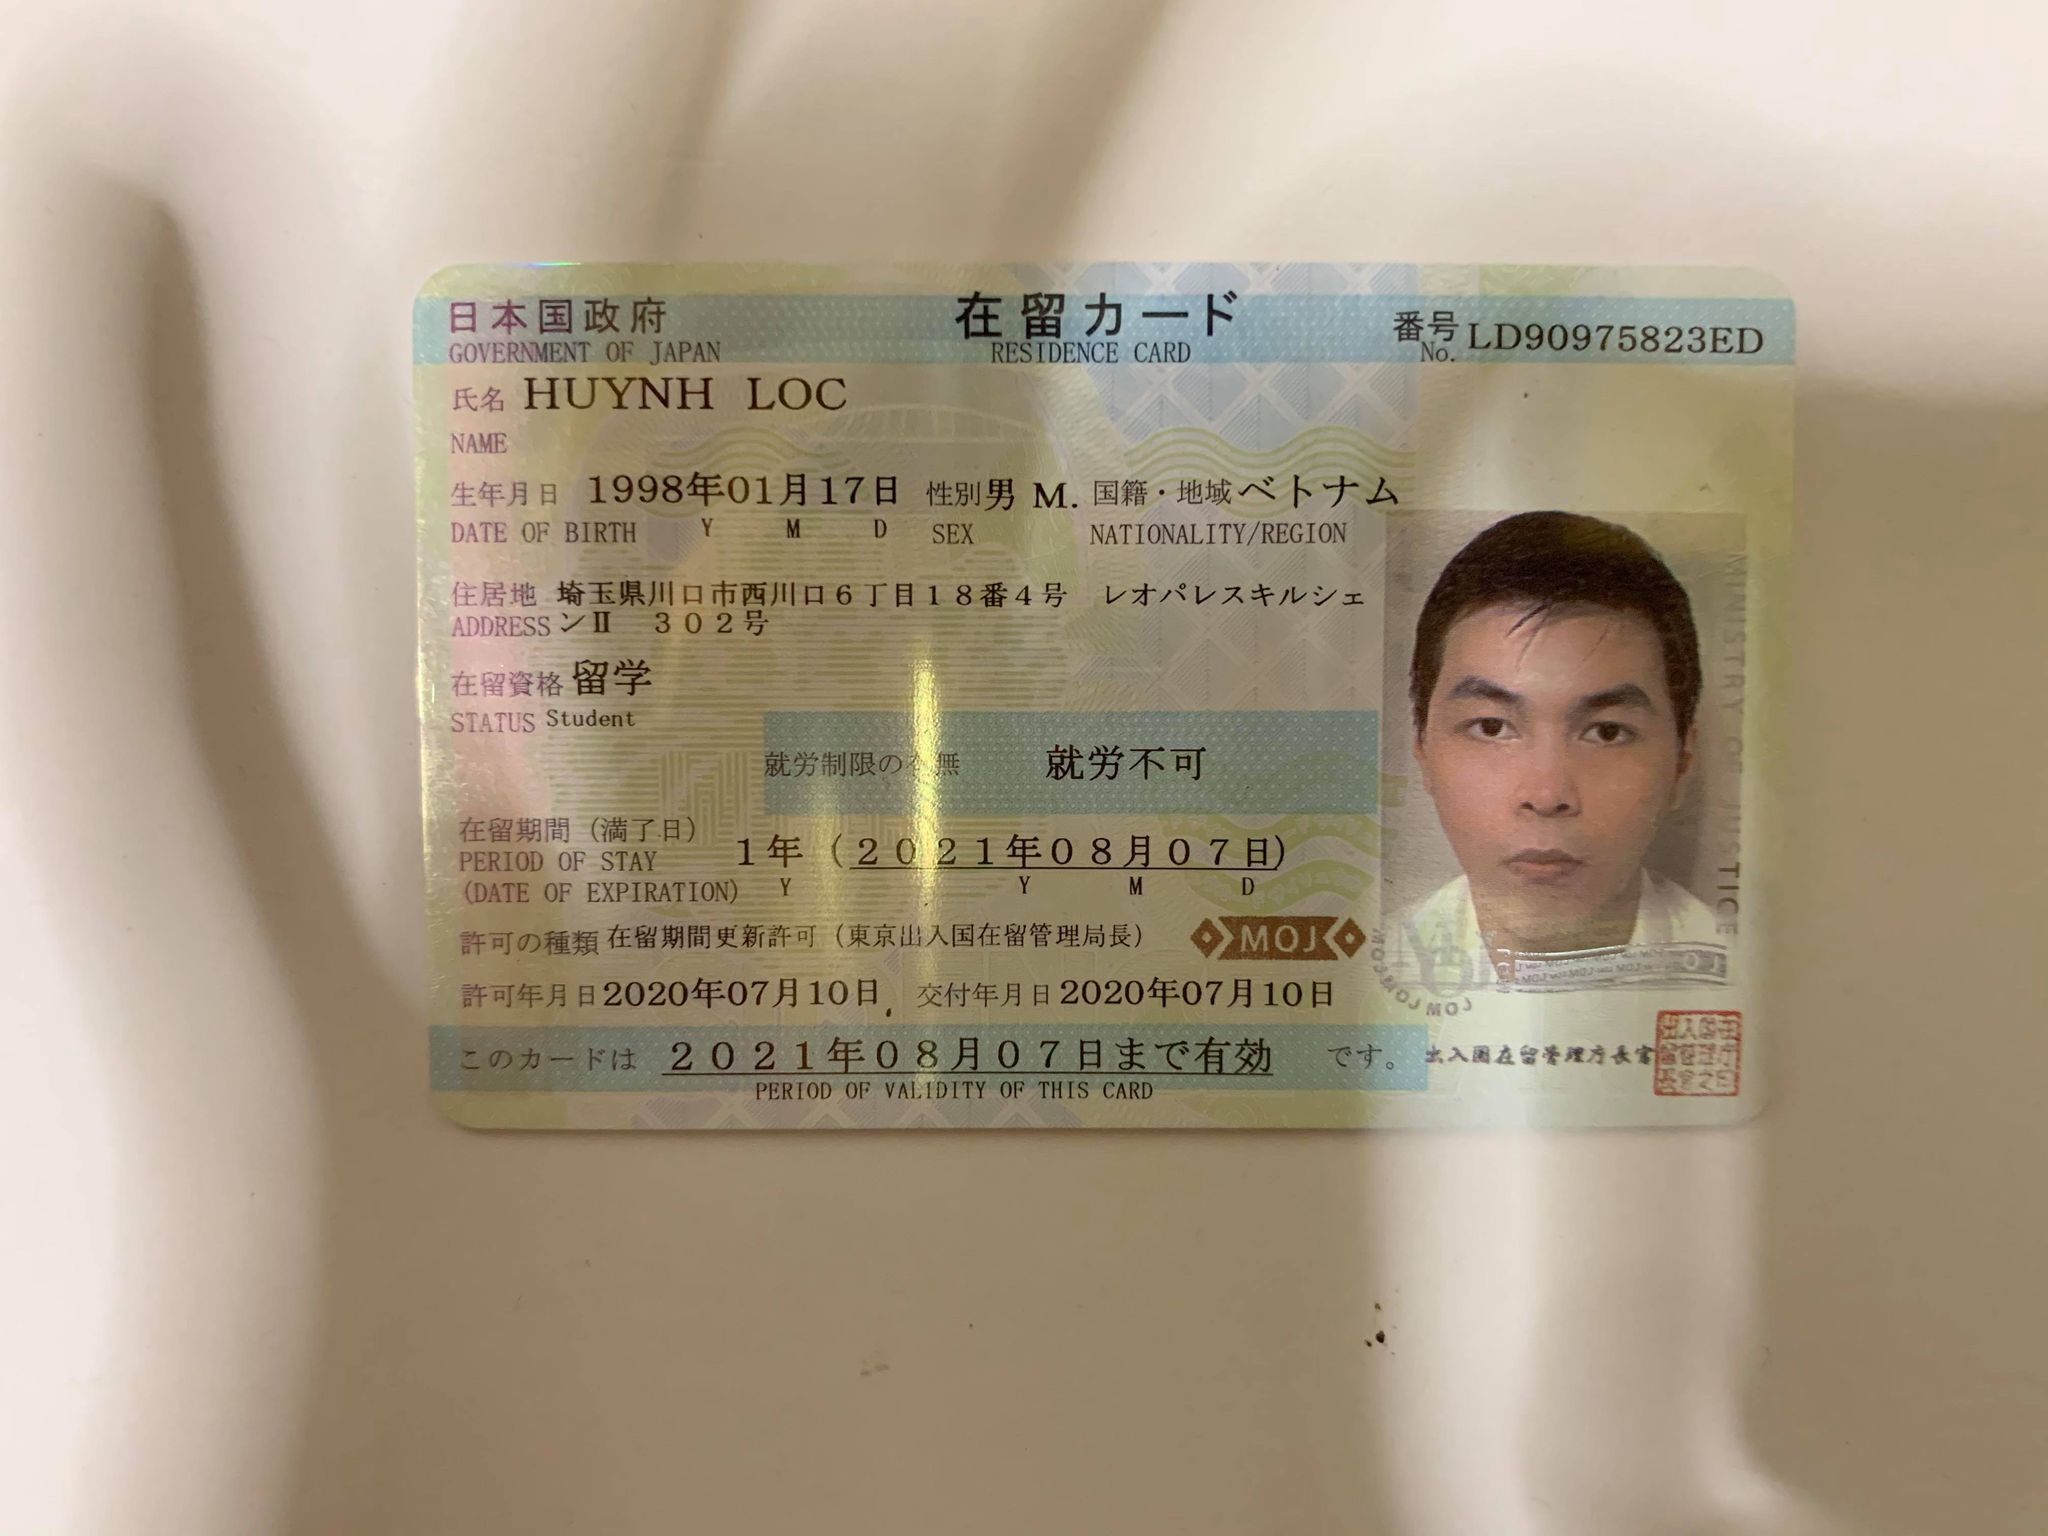 日本国政府 在留カード 番号 LD90975823ED
GOVERNMENT OF JAPAN RESIDENCE CARD No.
氏名 HUYNH LOC
NAME
生年月日 1998年01月17日 性別 男 M. 国籍・地域 ベトナム
DATE OF BIRTH Y M D SEX NATIONALITY/REGION
住居地 埼玉県川口市西川口６丁目１８番４号 レオパレスキルシェ
ADDRESS ンⅡ ３０２号
在留資格 留学
STATUS Student
就労制限の有無 就労不可
在留期間（満了日）
PERIOD OF STAY １年（２０２１年０８月０７日）
(DATE OF EXPIRATION) Y Y M D
許可の種類 在留期間更新許可（東京出入国在留管理局長） MOJ
許可年月日 2020年07月10日 交付年月日 2020年07月10日
このカードは ２０２１年０８月０７日まで有効 です。 出入国在留管理庁長官
PERIOD OF VALIDITY OF THIS CARD
MINISTRY OF JUSTICE